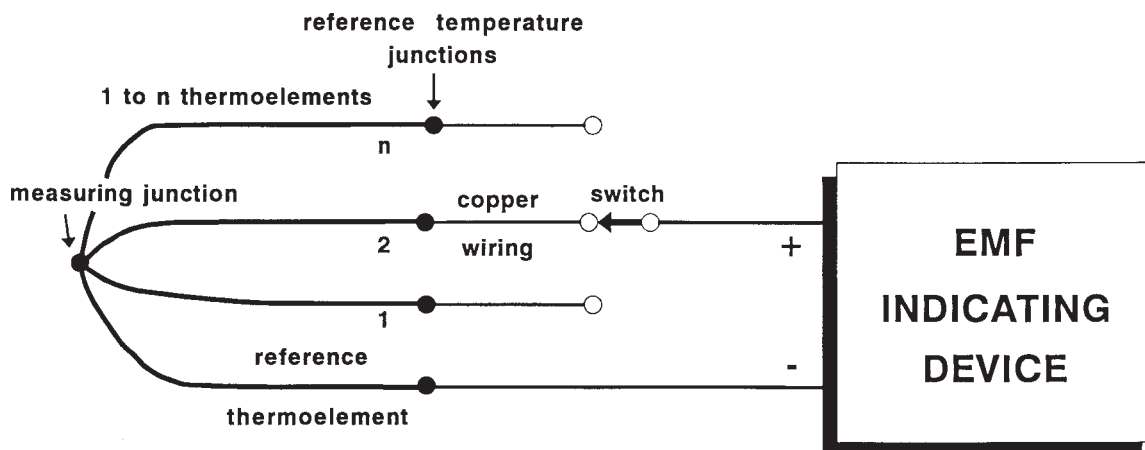 reference temperature
junctions
1 to n thermoelements
n
measuring junction
copper
switch
2
wiring
+
EMF
INDICATING
DEVICE
1
reference
-
thermoelement